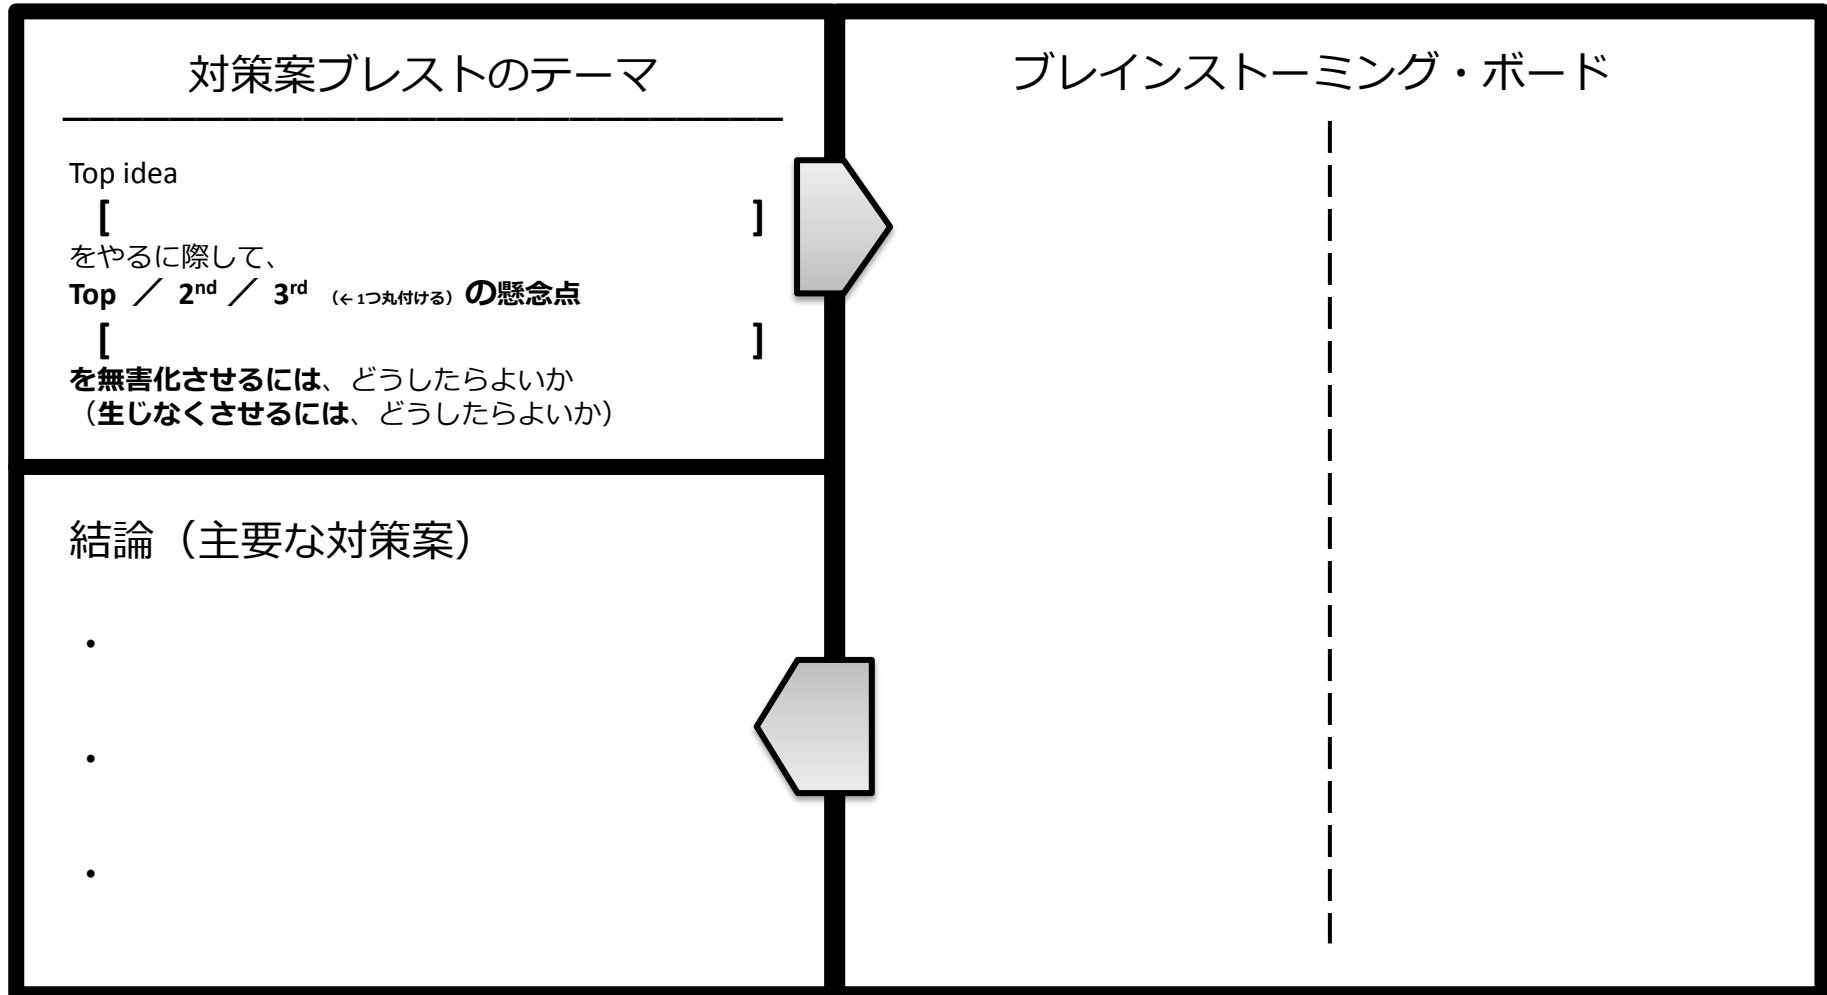 対策案ブレストのテーマ
Top idea
[ ]
をやるに際して、
Top ／ 2nd ／ 3rd （← 1つ丸付ける）の懸念点
[ ]
を無害化させるには、どうしたらよいか
（生じなくさせるには、どうしたらよいか）
結論（主要な対策案）
・
・
・
ブレインストーミング・ボード